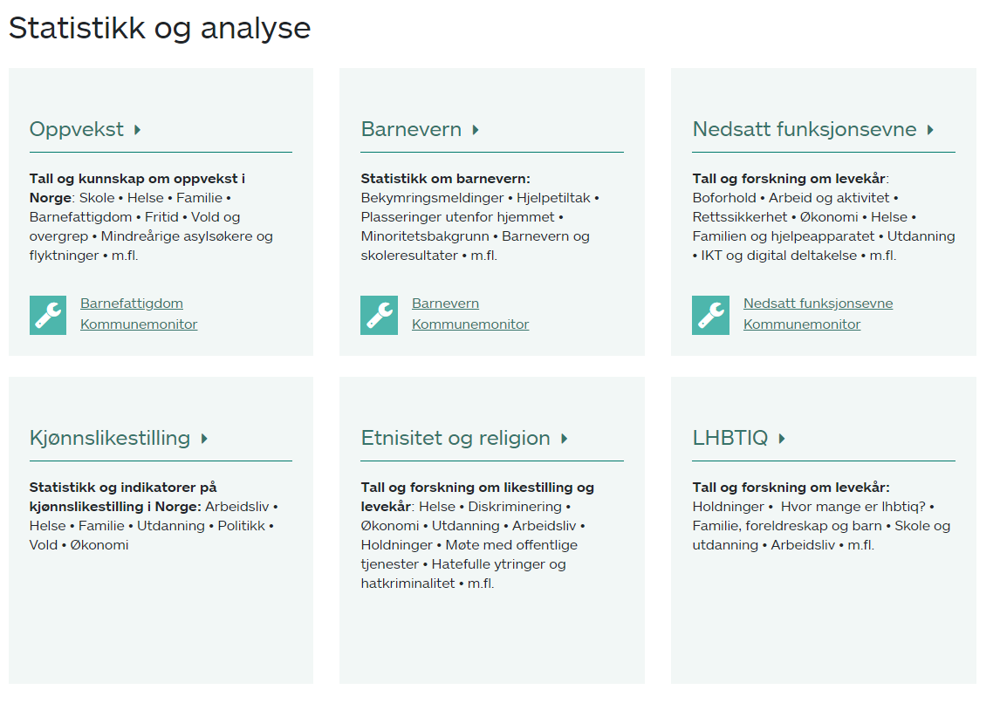 Statistikk og analyse
Oppvekst
Tall og kunnskap om oppvekst i
Norge: Skole • Helse • Familie •
Barnefattigdom • Fritid • Vold og
overgrep • Mindreårige asylsøkere og
flyktninger • m.fl.
Barnefattigdom
Kommunemonitor
Barnevern
Statistikk om barnevern:
Bekymringsmeldinger • Hjelpetiltak •
Plasseringer utenfor hjemmet •
Minoritetsbakgrunn • Barnevern og
skoleresultater • m.fl.
Barnevern
Kommunemonitor
Nedsatt funksjonsevne
Tall og forskning om levekår:
Boforhold • Arbeid og aktivitet •
Rettssikkerhet • Økonomi • Helse •
Familien og hjelpeapparatet • Utdanning
• IKT og digital deltakelse • m.fl.
Nedsatt funksjonsevne
Kommunemonitor
Kjønnslikestilling
Statistikk og indikatorer på
kjønnslikestilling i Norge: Arbeidsliv •
Helse • Familie • Utdanning • Politikk •
Vold • Økonomi
Etnisitet og religion
Tall og forskning om likestilling og
levekår: Helse • Diskriminering •
Økonomi • Utdanning • Arbeidsliv •
Holdninger • Møte med offentlige
tjenester • Hatefulle ytringer og
hatkriminalitet • m.fl.
LHBTIQ
Tall og forskning om levekår:
Holdninger •  Hvor mange er lhbtiq? •
Familie, foreldreskap og barn • Skole og
utdanning • Arbeidsliv • m.fl.